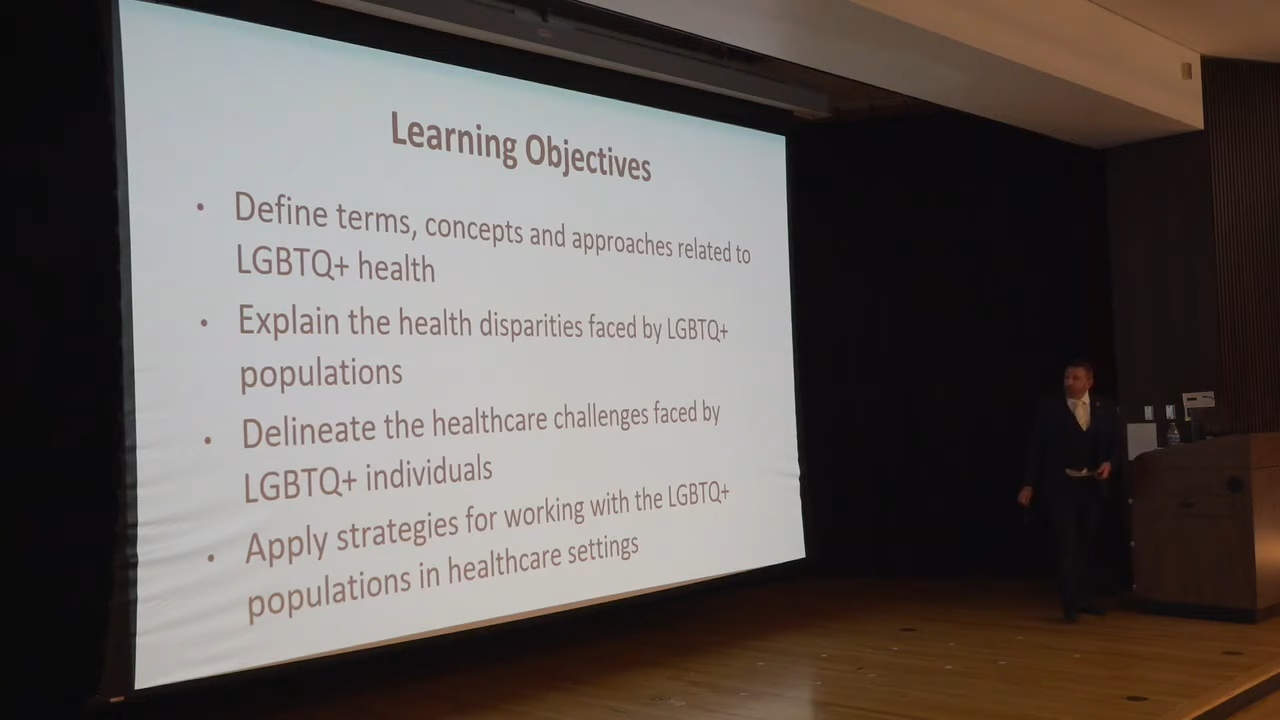 Learning Objectives
• Define terms, concepts and approaches related to
LGBTQ+ health
• Explain the health disparities faced by LGBTQ+
populations
• Delineate the healthcare challenges faced by
LGBTQ+ individuals
• Apply strategies for working with the LGBTQ+
populations in healthcare settings